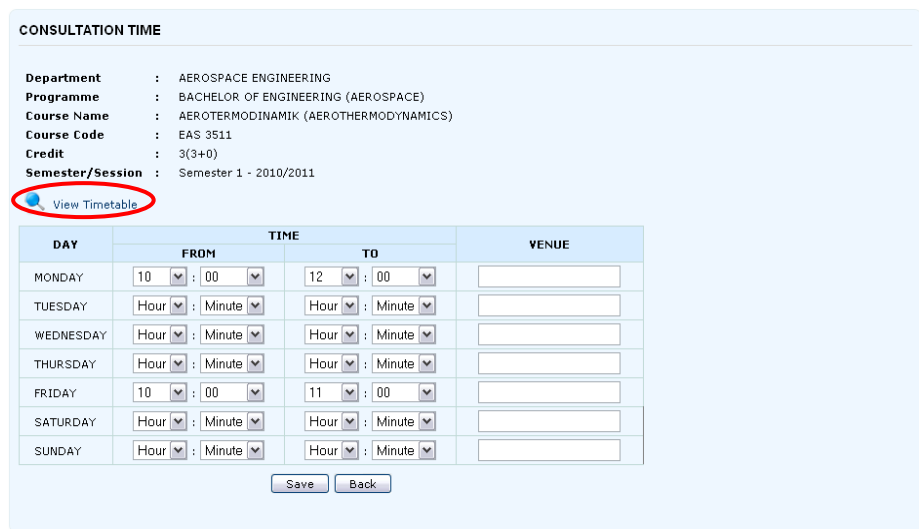 CONSULTATION TIME
Department : AEROSPACE ENGINEERING
Programme : BACHELOR OF ENGINEERING (AEROSPACE)
Course Name : AEROTERMODINAMIK (AEROTHERMODYNAMICS)
Course Code : EAS 3511
Credit : 3(3+0)
Semester/Session : Semester 1 - 2010/2011
View Timetable
DAY TIME VENUE
FROM TO
MONDAY 10 : 00 12 : 00
TUESDAY Hour : Minute Hour : Minute
WEDNESDAY Hour : Minute Hour : Minute
THURSDAY Hour : Minute Hour : Minute
FRIDAY 10 : 00 11 : 00
SATURDAY Hour : Minute Hour : Minute
SUNDAY Hour : Minute Hour : Minute
Save Back